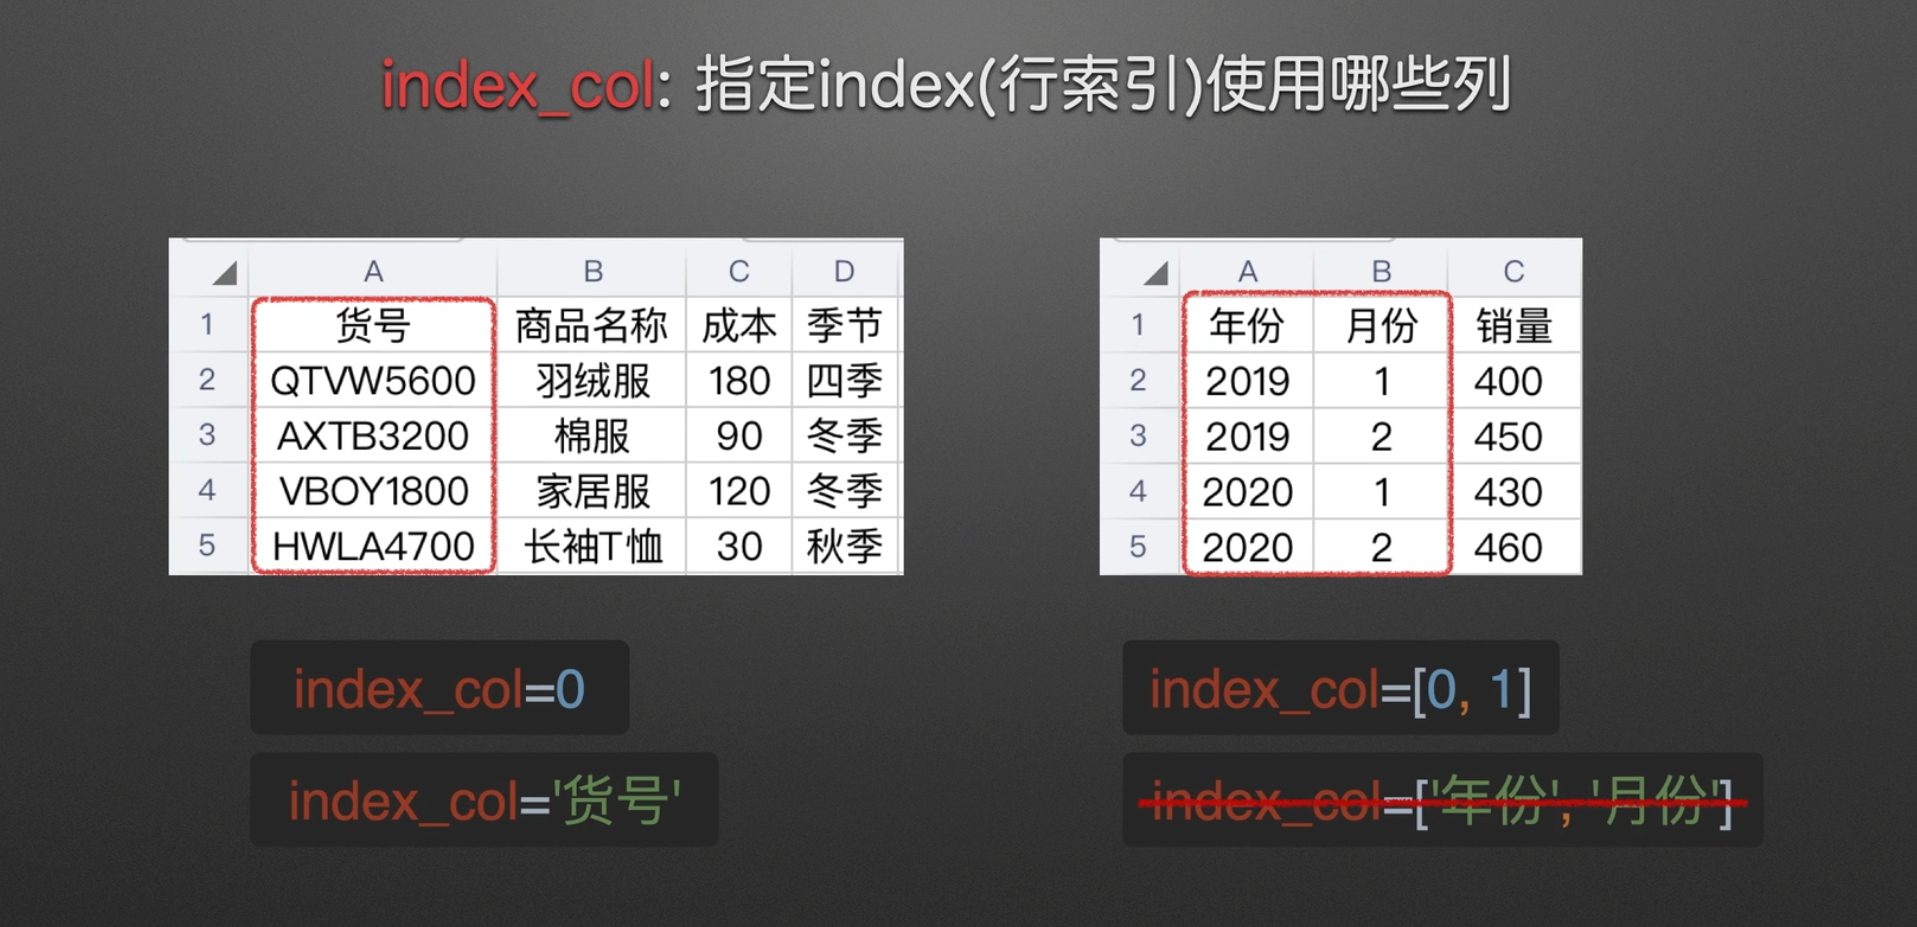 index_col: 指定index(行索引)使用哪些列
A B C D
1 货号 商品名称 成本 季节
2 QTVW5600 羽绒服 180 四季
3 AXTB3200 棉服 90 冬季
4 VBOY1800 家居服 120 冬季
5 HWLA4700 长袖T恤 30 秋季
A B C
1 年份 月份 销量
2 2019 1 400
3 2019 2 450
4 2020 1 430
5 2020 2 460
index_col=0
index_col='货号'
index_col=[0, 1]
index_col=['年份', '月份']